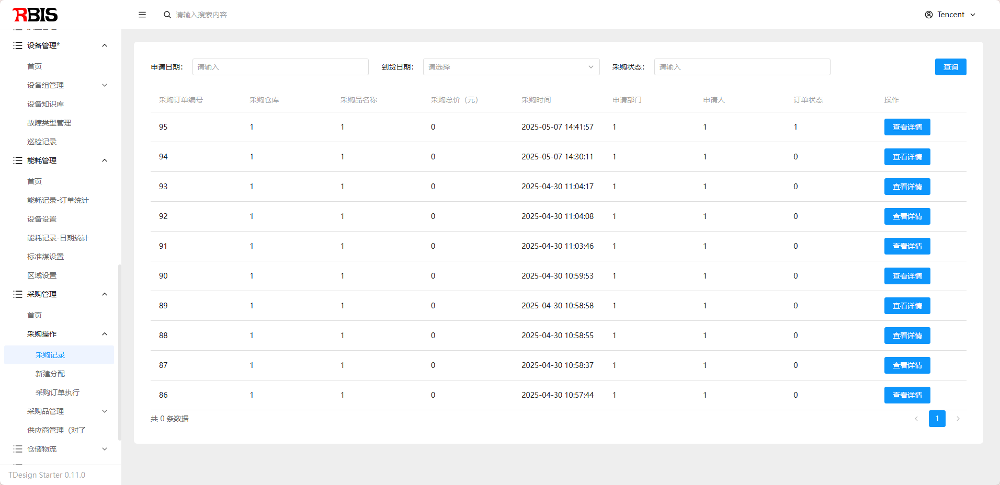 RBIS
请输入搜索内容
Tencent
设备管理*
首页
设备组管理
设备知识库
故障类型管理
巡检记录
能耗管理
首页
能耗记录-订单统计
设备设置
能耗记录-日期统计
标准煤设置
区域设置
采购管理
首页
采购操作
采购记录
新建分配
采购订单执行
采购品管理
供应商管理（对了
仓储物流
TDesign Starter 0.11.0
申请日期： 请输入 到货日期： 请选择 采购状态： 请输入 查询
采购订单编号 采购仓库 采购品名称 采购总价（元） 采购时间 申请部门 申请人 订单状态 操作
95 1 1 0 2025-05-07 14:41:57 1 1 1 查看详情
94 1 1 0 2025-05-07 14:30:11 1 1 0 查看详情
93 1 1 0 2025-04-30 11:04:17 1 1 0 查看详情
92 1 1 0 2025-04-30 11:04:08 1 1 0 查看详情
91 1 1 0 2025-04-30 11:03:46 1 1 0 查看详情
90 1 1 0 2025-04-30 10:59:53 1 1 0 查看详情
89 1 1 0 2025-04-30 10:58:58 1 1 0 查看详情
88 1 1 0 2025-04-30 10:58:55 1 1 0 查看详情
87 1 1 0 2025-04-30 10:58:37 1 1 0 查看详情
86 1 1 0 2025-04-30 10:57:44 1 1 0 查看详情
共 0 条数据 1